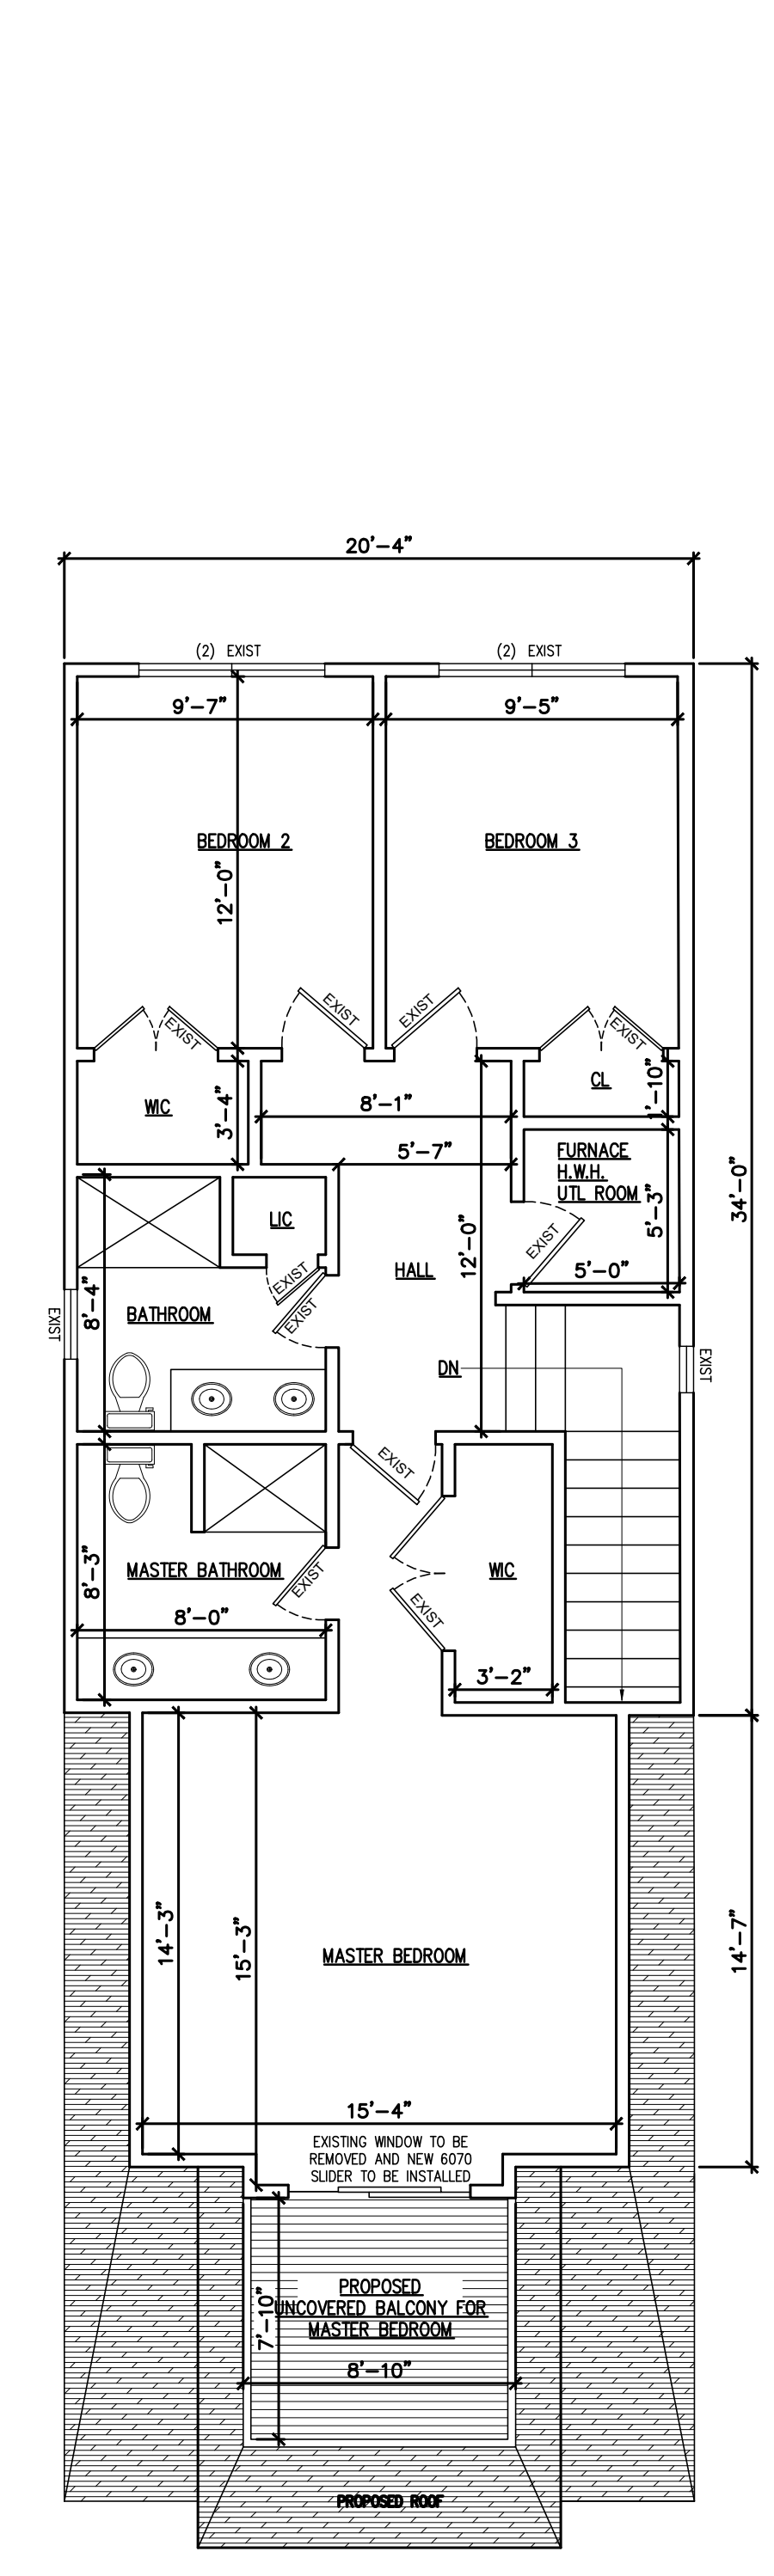 20'-4"
(2) EXIST
(2) EXIST
9'-7"
9'-5"
BEDROOM 2
BEDROOM 3
12'-0"
EXIST
EXIST
EXIST
EXIST
WIC
3'-4"
8'-1"
CL
1'-10"
5'-7"
FURNACE
H.W.H.
UTL ROOM
5'-3"
34'-0"
LIC
HALL
12'-0"
EXIST
5'-0"
EXIST
EXIST
BATHROOM
8'-4"
EXIST
DN
EXIST
EXIST
MASTER BATHROOM
8'-3"
EXIST
WIC
EXIST
8'-0"
3'-2"
14'-3"
15'-3"
MASTER BEDROOM
14'-7"
15'-4"
EXISTING WINDOW TO BE
REMOVED AND NEW 6070
SLIDER TO BE INSTALLED
PROPOSED
UNCOVERED BALCONY FOR
MASTER BEDROOM
7'-10"
8'-10"
PROPOSED ROOF